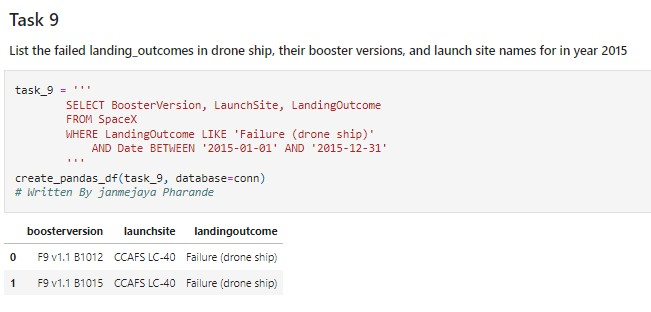 Task 9
List the failed landing_outcomes in drone ship, their booster versions, and launch site names for in year 2015
task_9 = '''
SELECT BoosterVersion, LaunchSite, LandingOutcome
FROM SpaceX
WHERE LandingOutcome LIKE 'Failure (drone ship)'
AND Date BETWEEN '2015-01-01' AND '2015-12-31'
'''
create_pandas_df(task_9, database=conn)
# Written By janmejaya Pharande
boosterversion launchsite landingoutcome
0 F9 v1.1 B1012 CCAFS LC-40 Failure (drone ship)
1 F9 v1.1 B1015 CCAFS LC-40 Failure (drone ship)